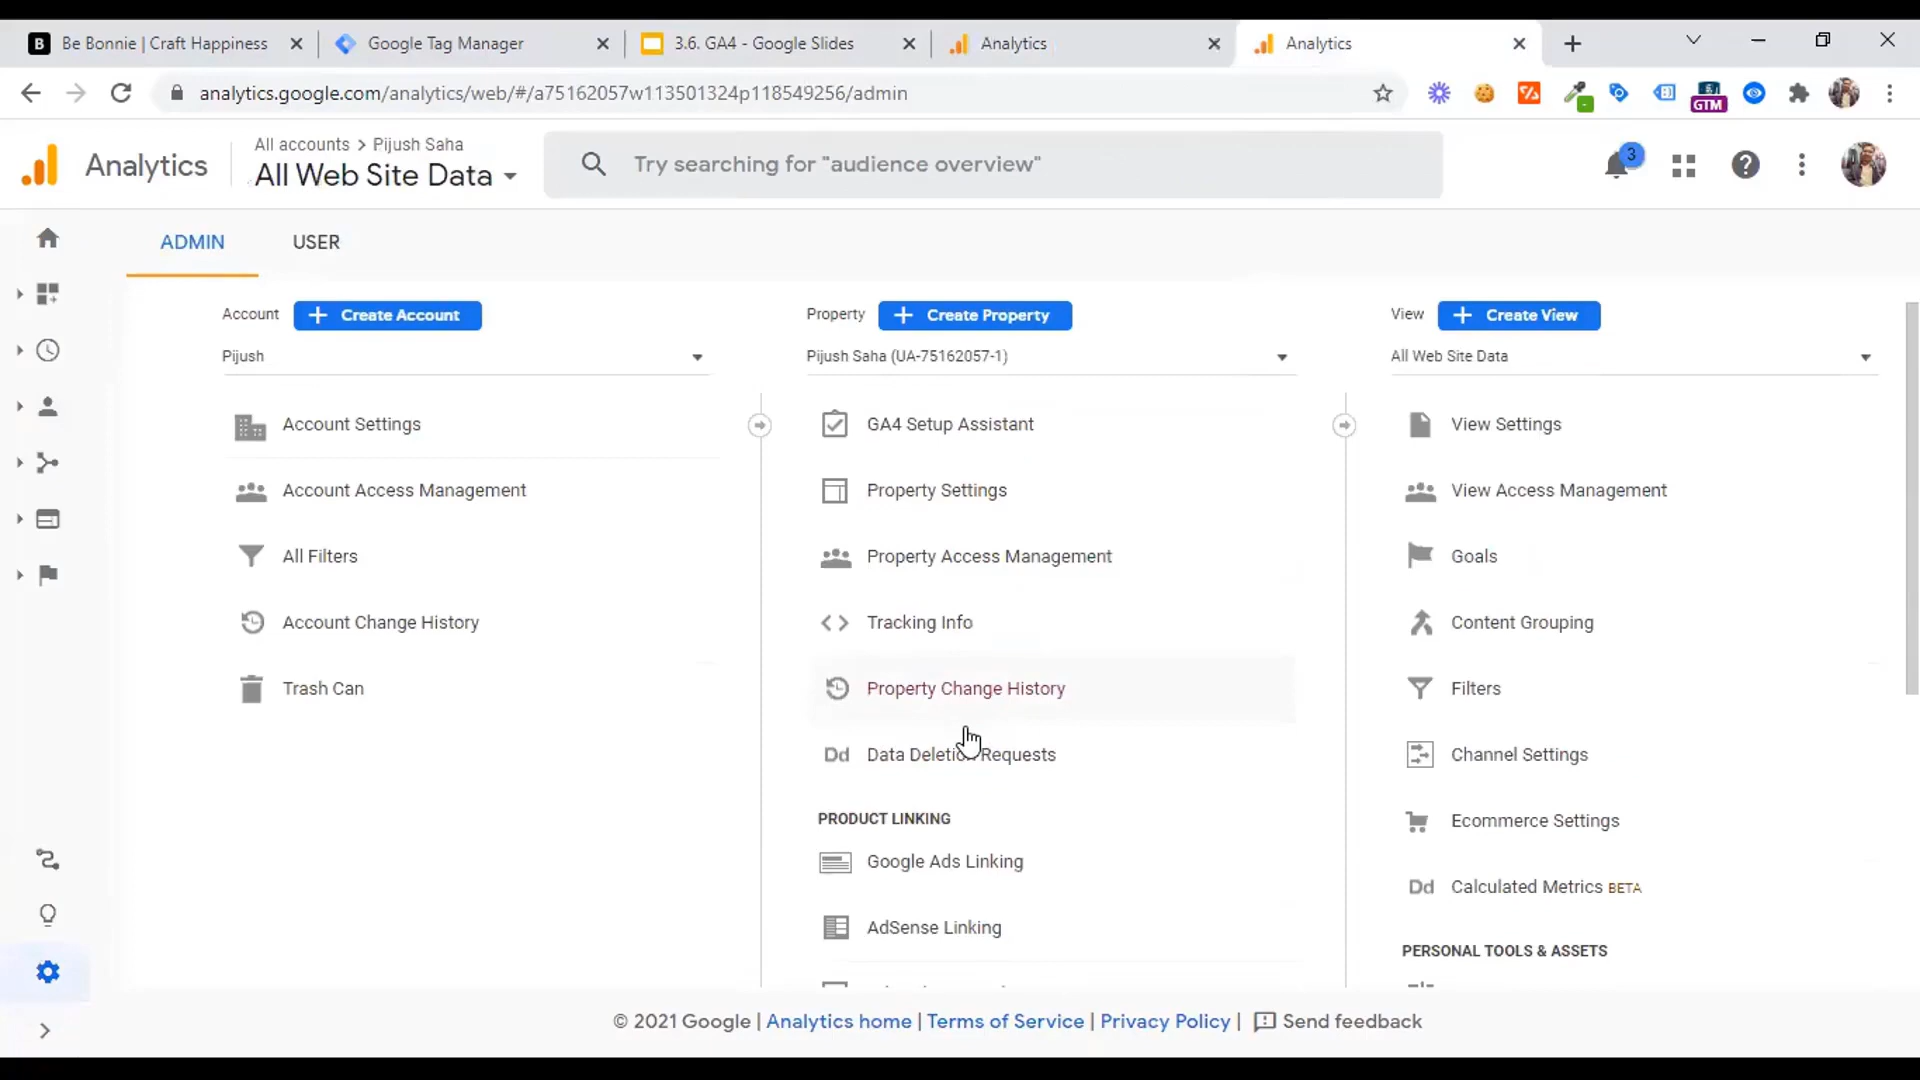 B Be Bonnie | Craft Happiness
Google Tag Manager
3.6. GA4 - Google Slides
Analytics
Analytics
analytics.google.com/analytics/web/#/a75162057w113501324p118549256/admin
GTM
Analytics
All accounts > Pijush Saha
All Web Site Data
Try searching for "audience overview"
3
ADMIN
USER
Account
+ Create Account
Pijush
Account Settings
Account Access Management
All Filters
Account Change History
Trash Can
Property
+ Create Property
Pijush Saha (UA-75162057-1)
GA4 Setup Assistant
Property Settings
Property Access Management
Tracking Info
Property Change History
Dd Data Deletion Requests
PRODUCT LINKING
Google Ads Linking
AdSense Linking
View
+ Create View
All Web Site Data
View Settings
View Access Management
Goals
Content Grouping
Filters
Channel Settings
Ecommerce Settings
Dd Calculated Metrics BETA
PERSONAL TOOLS & ASSETS
© 2021 Google | Analytics home | Terms of Service | Privacy Policy | Send feedback